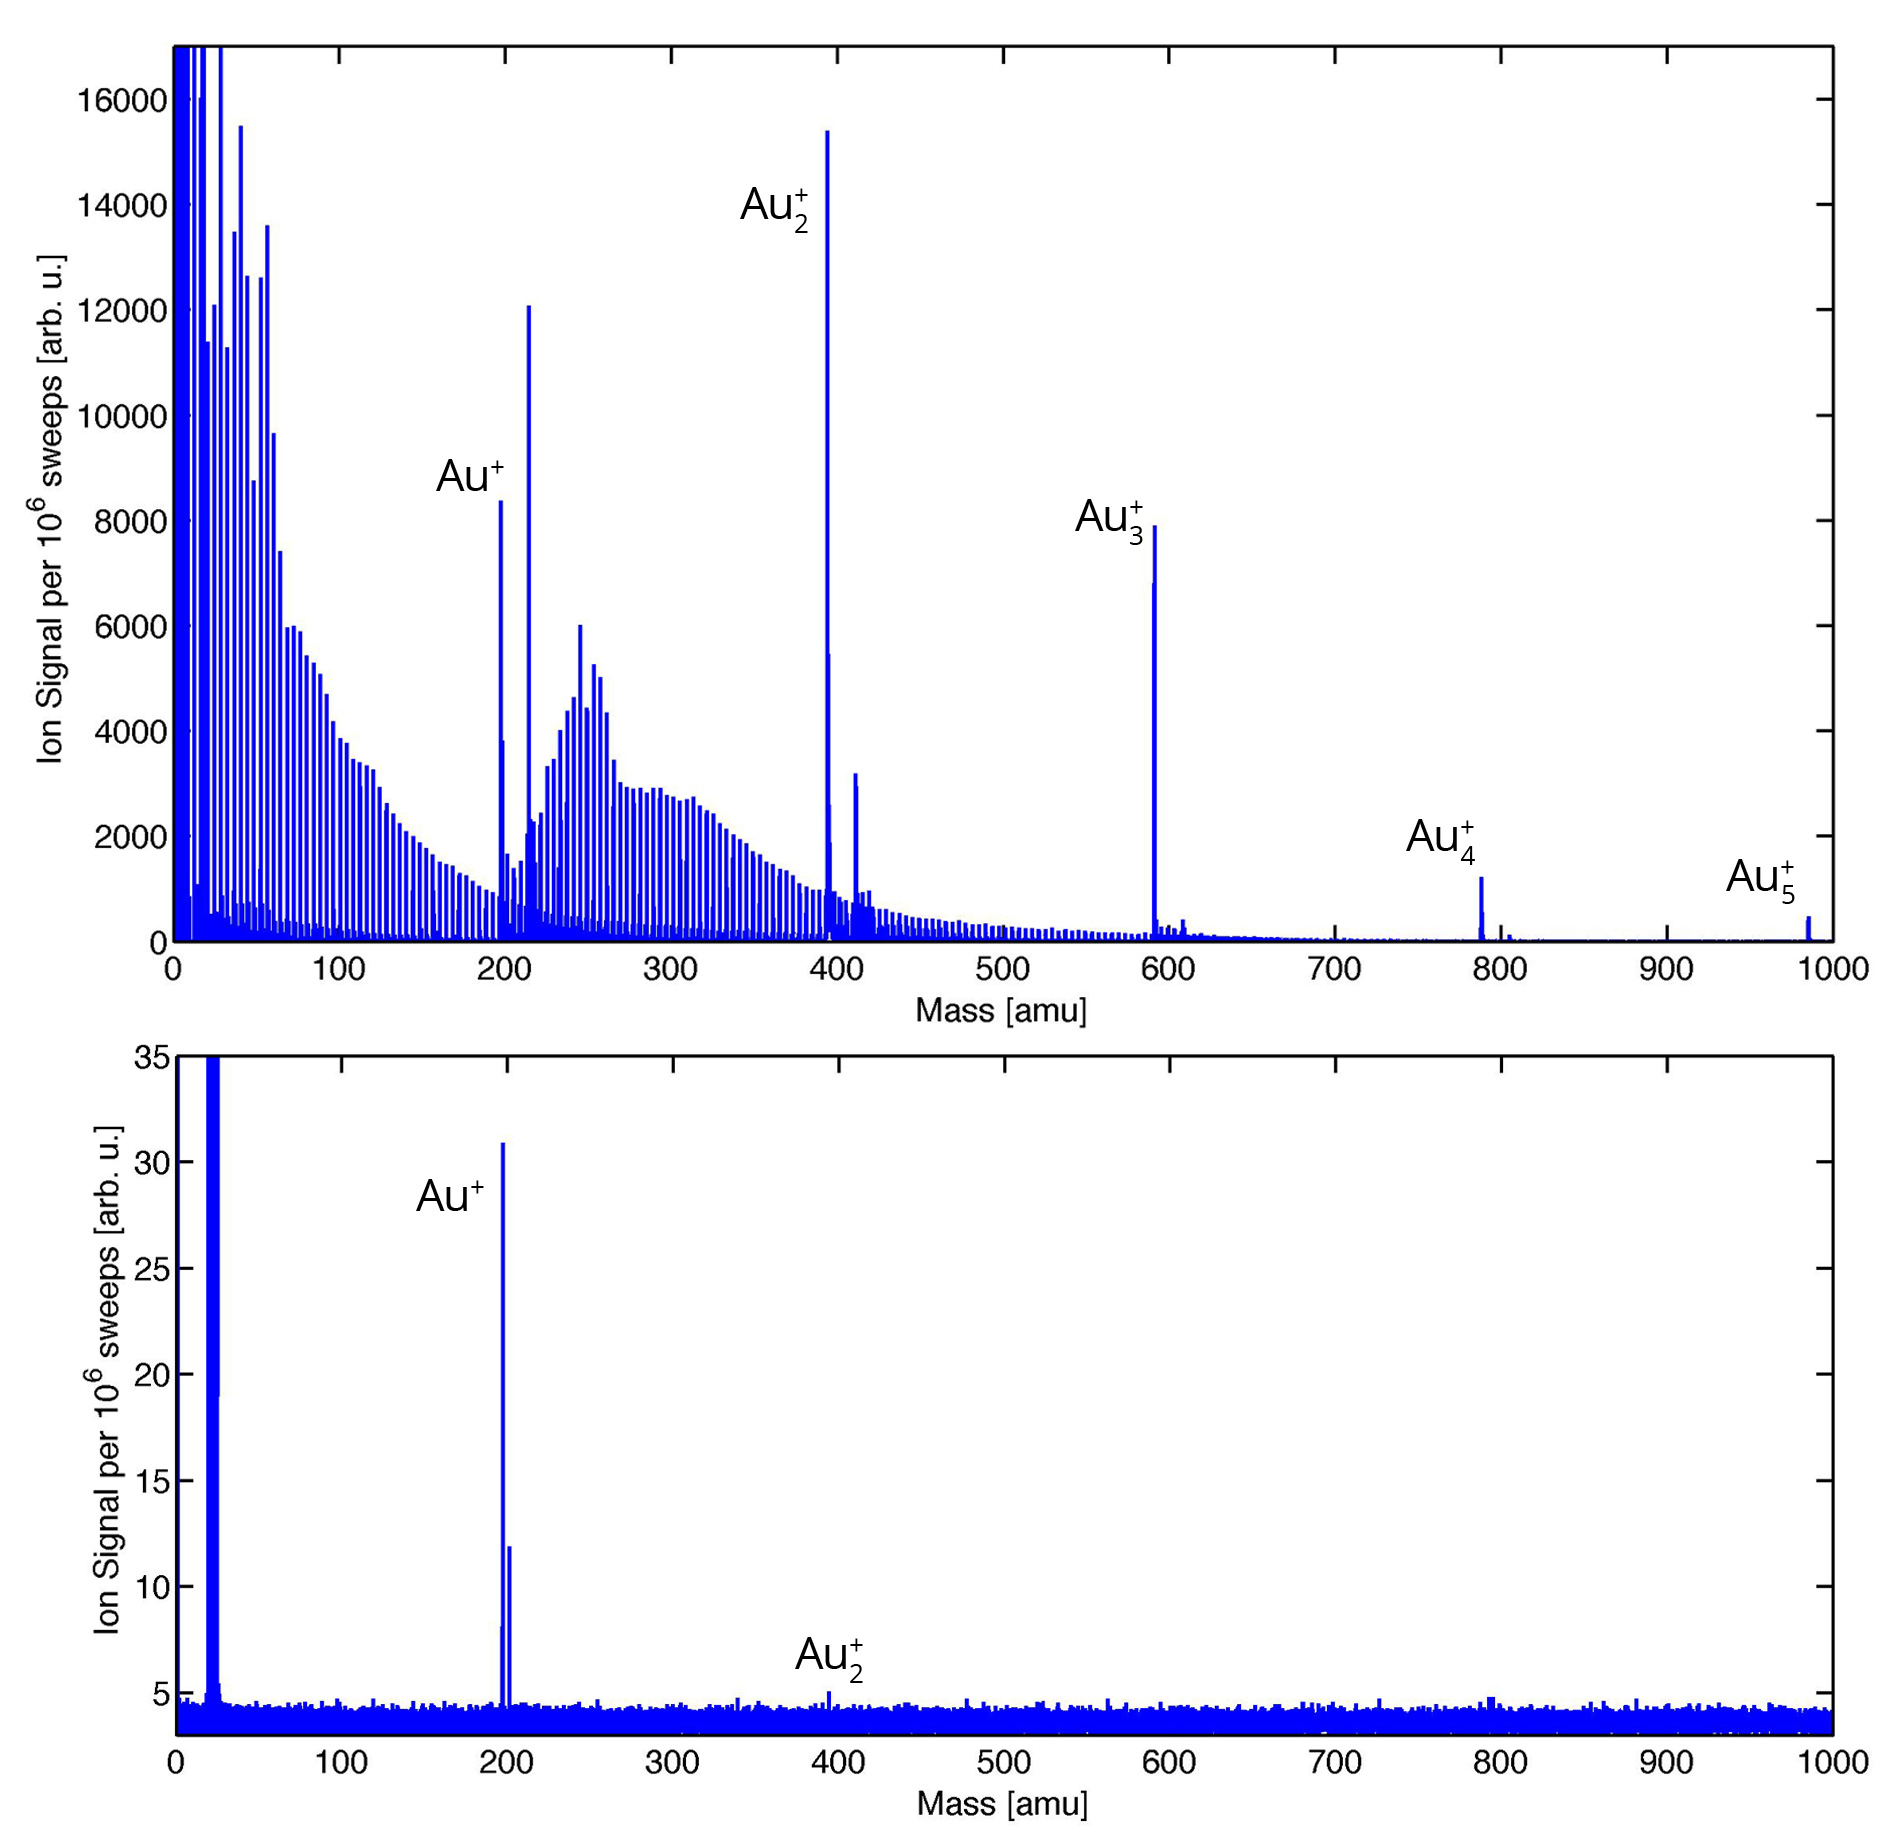 16000
14000
12000
10000
8000
6000
4000
2000
0
Ion Signal per 10⁶ sweeps [arb. u.]
Au⁺
Au₂⁺
Au₃⁺
Au₄⁺
Au₅⁺
0 100 200 300 400 500 600 700 800 900 1000
Mass [amu]
35
30
25
20
15
10
5
Ion Signal per 10⁶ sweeps [arb. u.]
Au⁺
Au₂⁺
0 100 200 300 400 500 600 700 800 900 1000
Mass [amu]